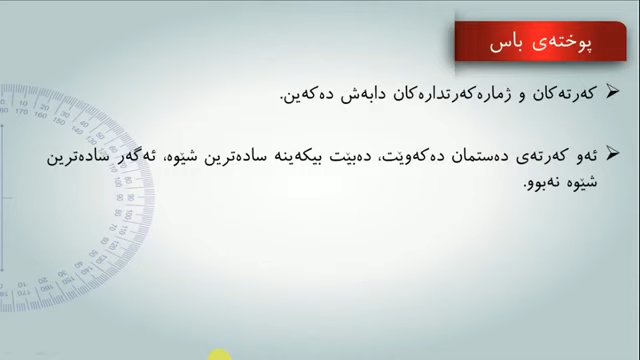 پوختەی باس
کەرتەکان و ژمارەکەرتدارەکان دابەش دەکەین.
ئەو کەرتەی دەستمان دەکەوێت، دەبێت بیکەینە سادەترین شێوە، ئەگەر سادەترین
شێوە نەبوو.